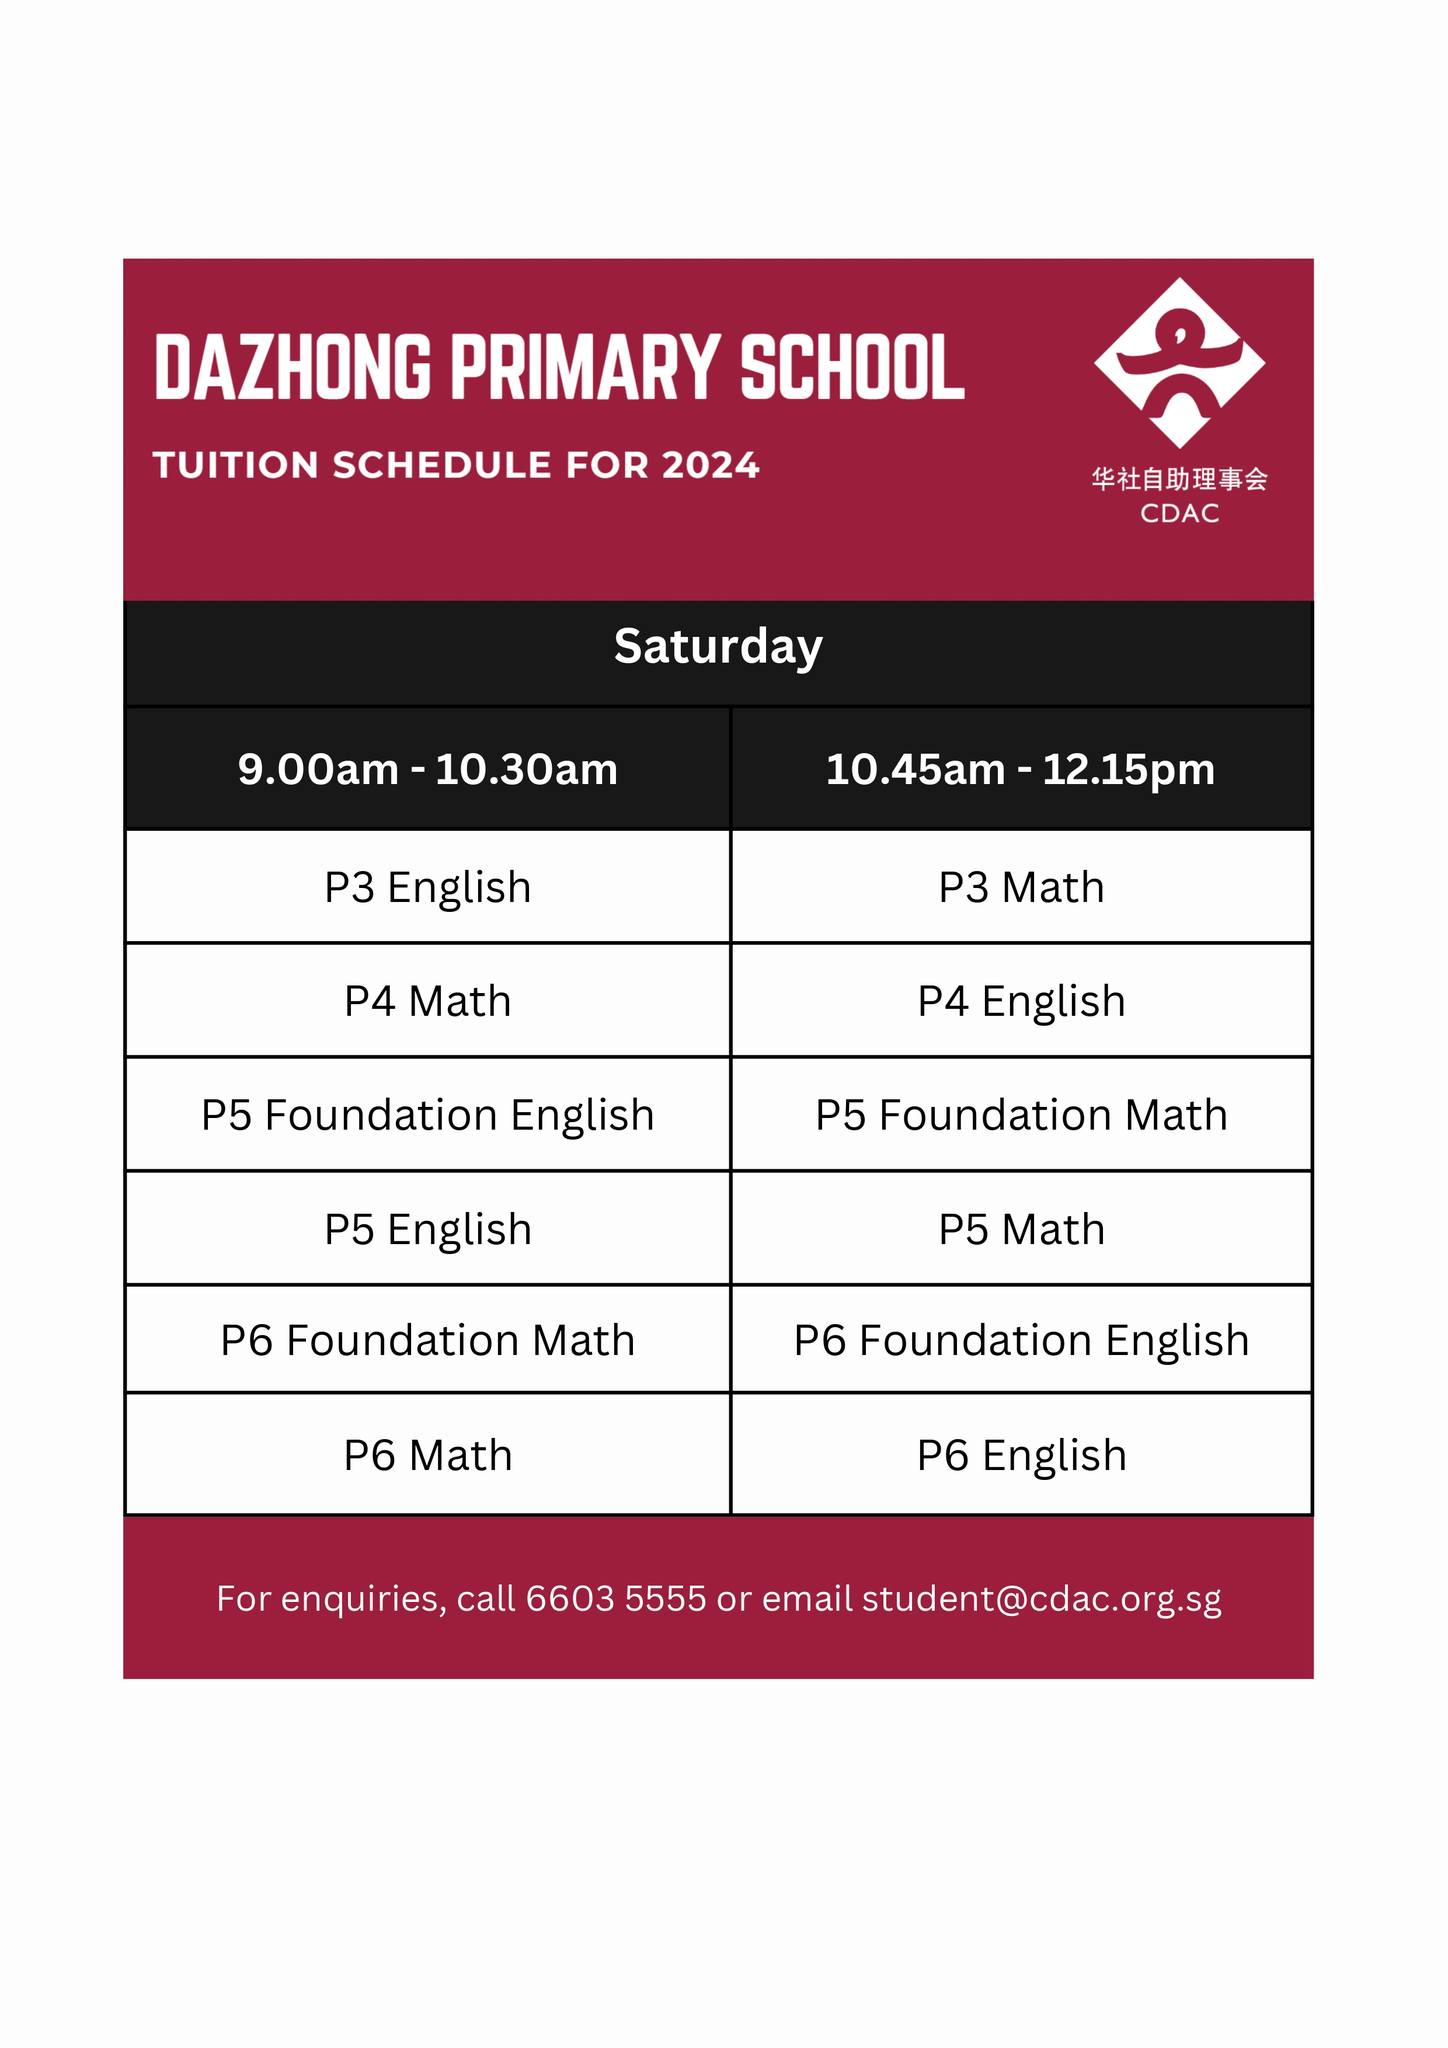 DAZHONG PRIMARY SCHOOL
TUITION SCHEDULE FOR 2024
华社自助理事会
CDAC
Saturday
9.00am - 10.30am
10.45am - 12.15pm
P3 English
P3 Math
P4 Math
P4 English
P5 Foundation English
P5 Foundation Math
P5 English
P5 Math
P6 Foundation Math
P6 Foundation English
P6 Math
P6 English
For enquiries, call 6603 5555 or email student@cdac.org.sg